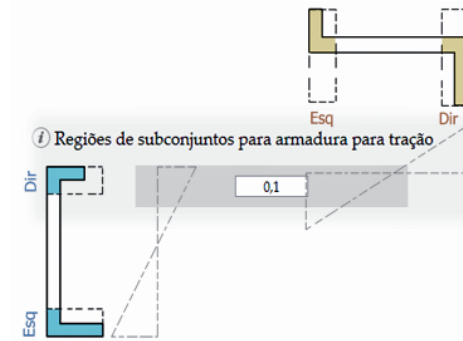 Esq
Dir
i Regiões de subconjuntos para armadura para tração
Dir
0,1
Esq